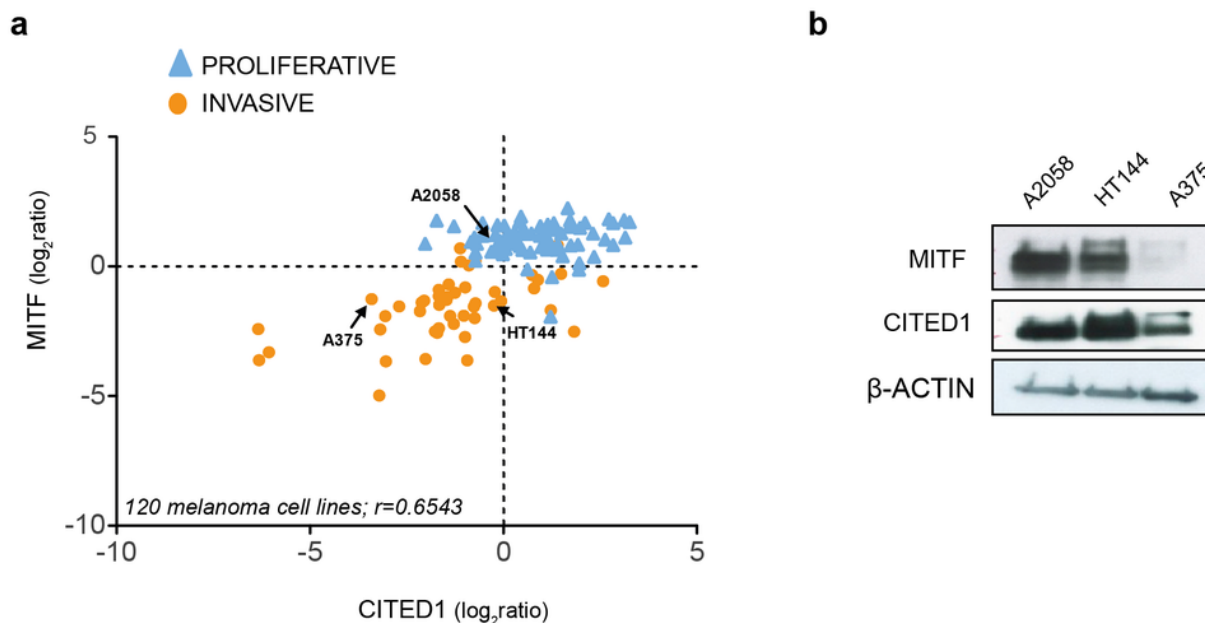 a
PROLIFERATIVE
INVASIVE
5
0
-5
-10
MITF (log₂ratio)
A2058
A375
HT144
120 melanoma cell lines; r=0.6543
-10
-5
0
5
CITED1 (log₂ratio)
b
A2058
HT144
A375
MITF
CITED1
β-ACTIN